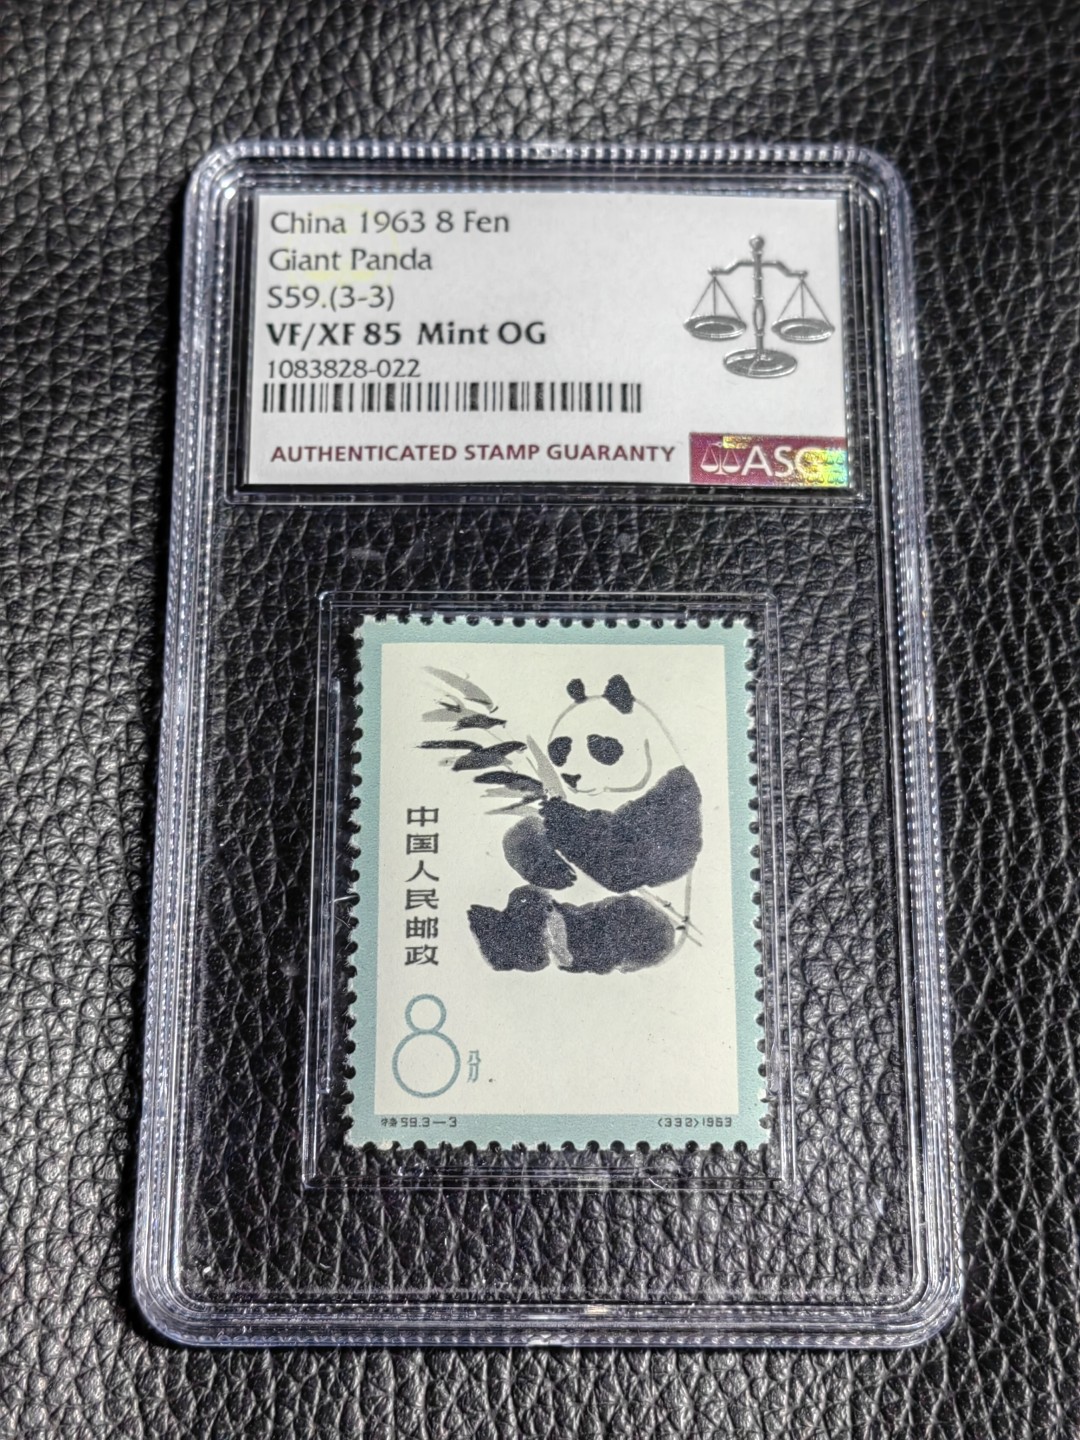 China 1963 8 Fen
Giant Panda
S59.(3-3)
VF/XF 85 Mint OG
1083828-022
AUTHENTICATED STAMP GUARANTY
ASG
中国人民邮政
8分
特59.3—3
(332)1963